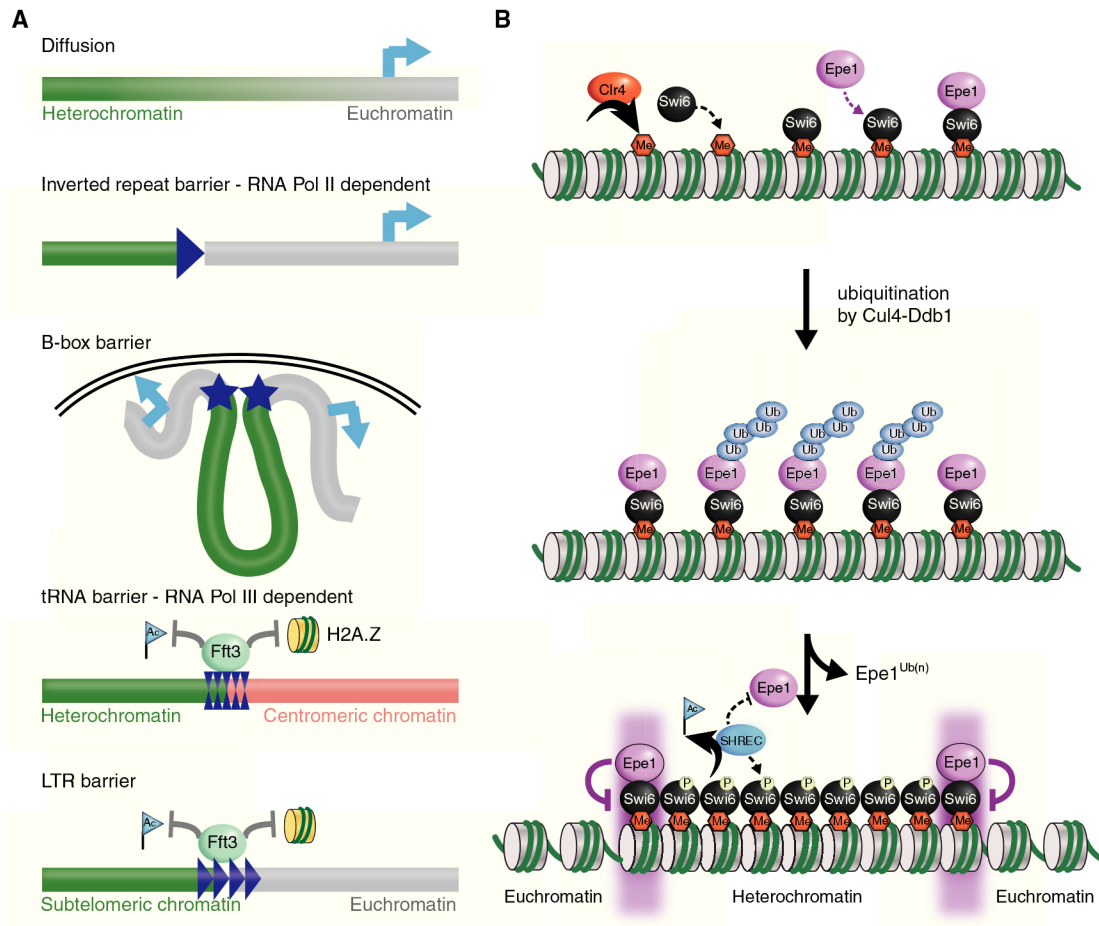 A
Diffusion
Heterochromatin Euchromatin
Inverted repeat barrier - RNA Pol II dependent
B-box barrier
tRNA barrier - RNA Pol III dependent
Ac
Fft3
H2A.Z
Heterochromatin Centromeric chromatin
LTR barrier
Ac
Fft3
Subtelomeric chromatin Euchromatin
B
Clr4 Swi6 Epe1 Epe1
Swi6 Swi6 Swi6
Me Me Me Me Me
ubiquitination
by Cul4-Ddb1
Ub Ub Ub
Ub Ub Ub
Ub Ub Ub
Ub Ub Ub
Epe1 Epe1 Epe1 Epe1 Epe1
Swi6 Swi6 Swi6 Swi6 Swi6
Me Me Me Me Me
Epe1Ub(n)
Epe1
Ac
SHREC
Epe1 Epe1
P P P P P P P
Swi6 Swi6 Swi6 Swi6 Swi6 Swi6 Swi6 Swi6 Swi6
Me Me Me Me Me Me Me Me Me
Euchromatin Heterochromatin Euchromatin